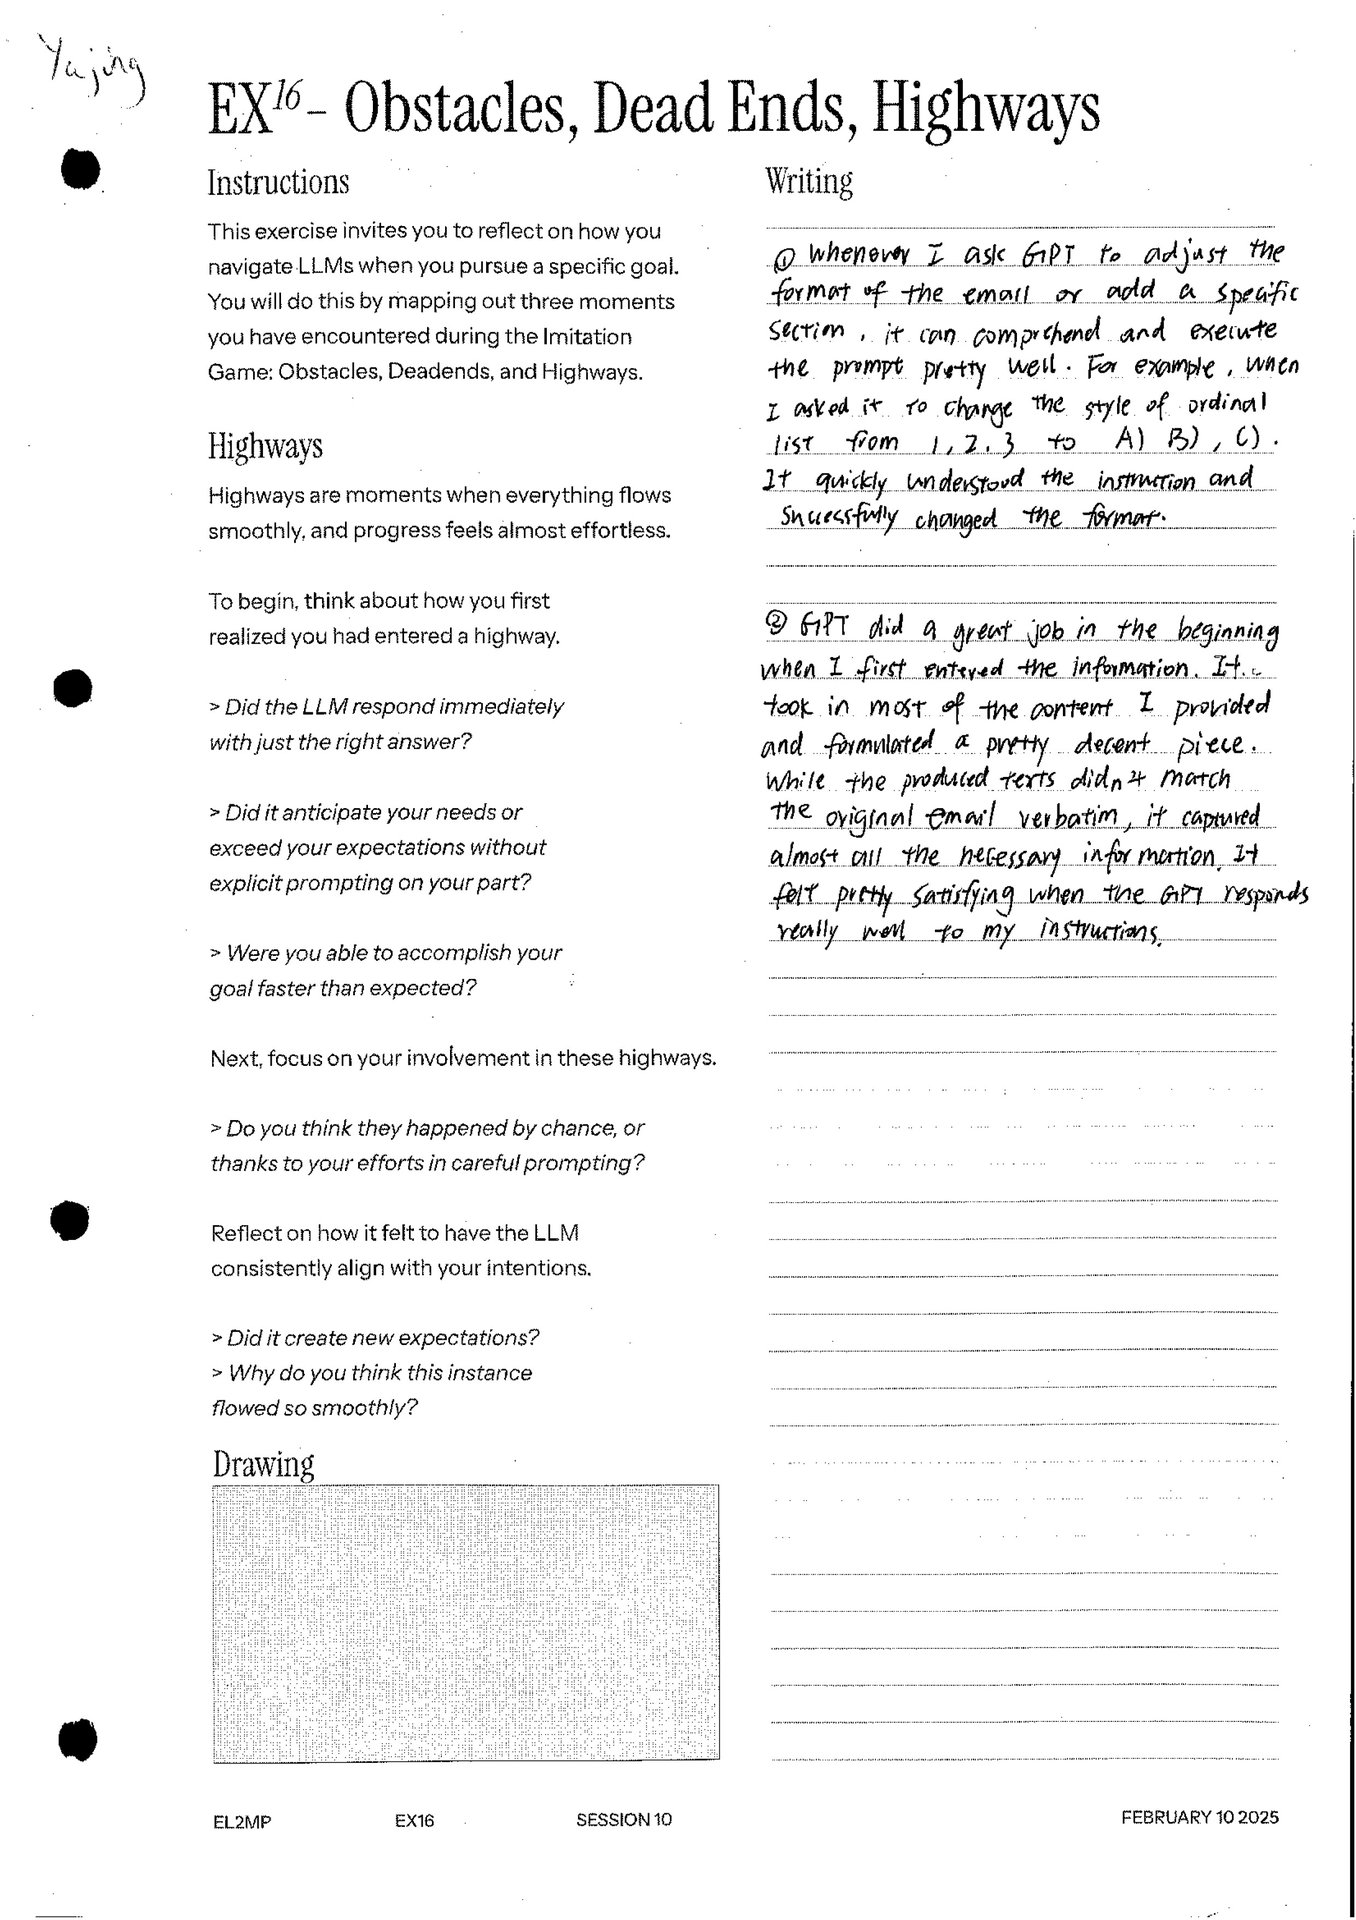 Yajing
EX16 – Obstacles, Dead Ends, Highways
Instructions
This exercise invites you to reflect on how you
navigate LLMs when you pursue a specific goal.
You will do this by mapping out three moments
you have encountered during the Imitation
Game: Obstacles, Deadends, and Highways.
Highways
Highways are moments when everything flows
smoothly, and progress feels almost effortless.
To begin, think about how you first
realized you had entered a highway.
> Did the LLM respond immediately
with just the right answer?
> Did it anticipate your needs or
exceed your expectations without
explicit prompting on your part?
> Were you able to accomplish your
goal faster than expected?
Next, focus on your involvement in these highways.
> Do you think they happened by chance, or
thanks to your efforts in careful prompting?
Reflect on how it felt to have the LLM
consistently align with your intentions.
> Did it create new expectations?
> Why do you think this instance
flowed so smoothly?
Drawing
Writing
① Whenever I ask GPT to adjust the
format of the email or add a specific
section, it can comprehend and execute
the prompt pretty well. For example, when
I asked it to change the style of ordinal
list from 1, 2. 3 to A) B), C).
It quickly understood the instruction and
successfully changed the format.
② GPT did a great job in the beginning
when I first entered the information. It
took in most of the content I provided
and formulated a pretty decent piece.
While the produced texts didn't match
the original email verbatim, it captured
almost all the necessary information. It
felt pretty satisfying when the GPT responds
really well to my instructions.
EL2MP EX16 SESSION 10 FEBRUARY 10 2025